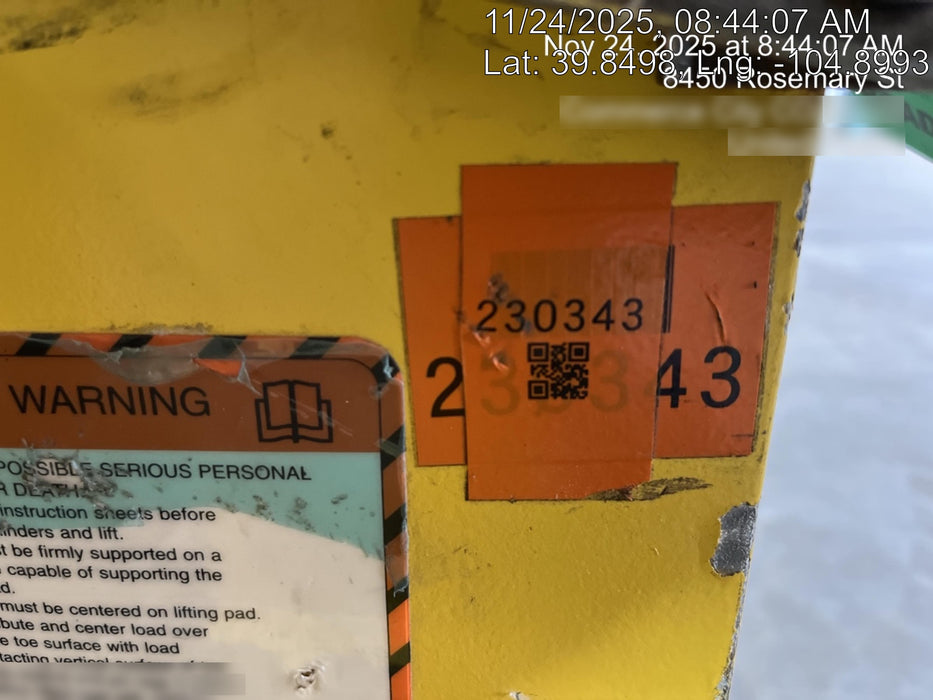 11/24/2025, 08:44:07 AM
Nov 24, 2025 at 8:44:07 AM
Lat: 39.8498, Lng: -104.8993
8450 Rosemary St
230343
230343
WARNING
POSSIBLE SERIOUS PERSONAL
R DEATH
instruction sheets before
inders and lift.
t be firmly supported on a
capable of supporting the
d.
must be centered on lifting pad.
bute and center load over
e toe surface with load